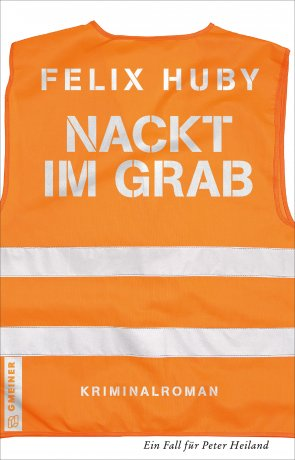 FELIX HUBY
NACKT
IM GRAB
GMEINER
KRIMINALROMAN
Ein Fall für Peter Heiland